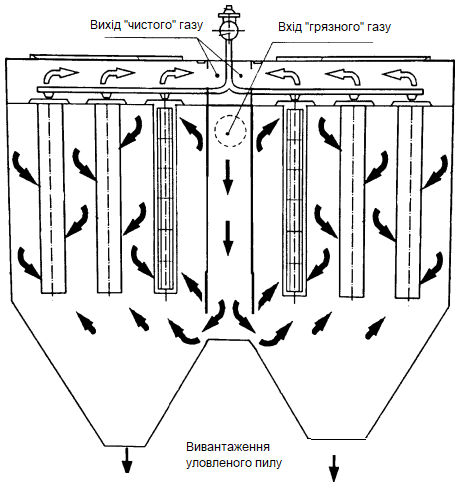 Вихід "чистого" газу
Вхід "грязного" газу
Вивантаження
уловленого пилу